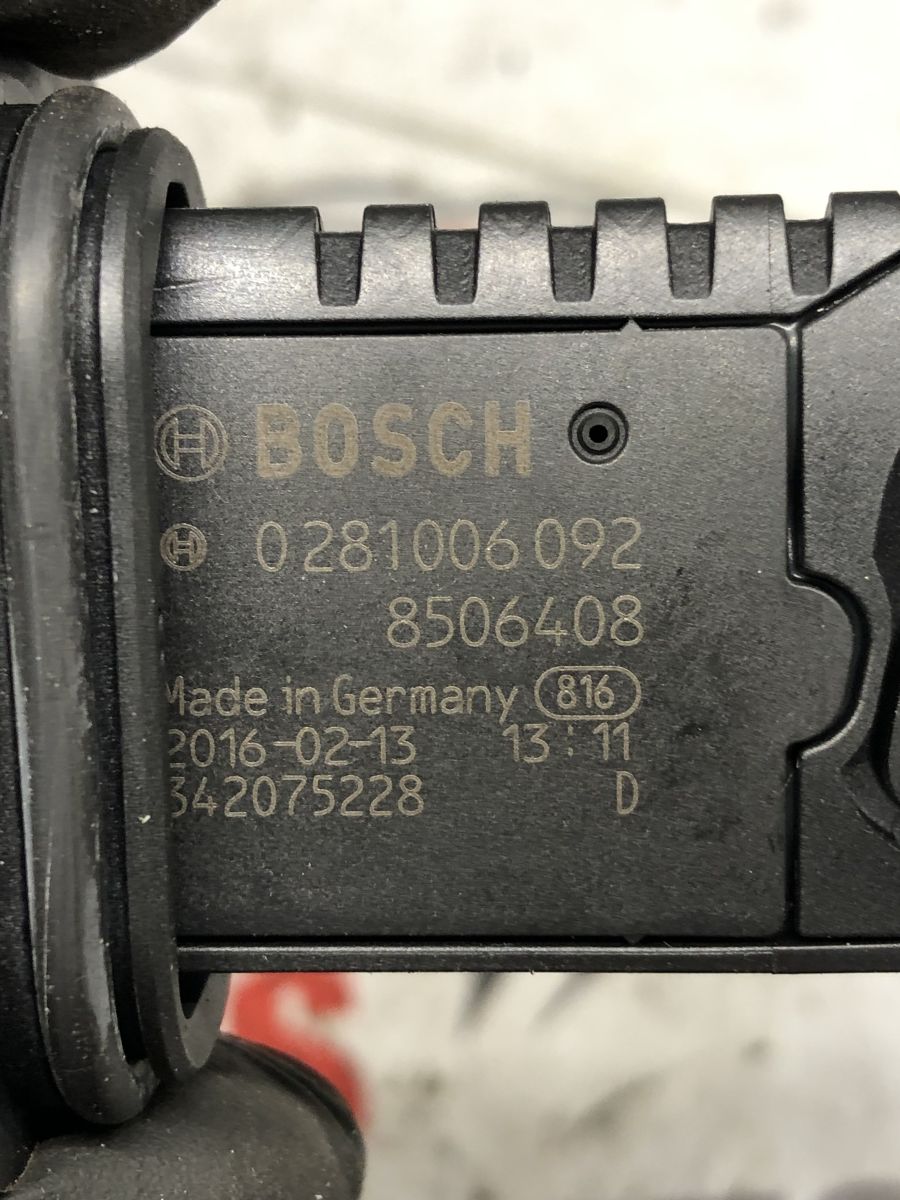 BOSCH
0 281 006 092
8506408
Made in Germany 816
2016-02-13 13:11
342075228 D
S